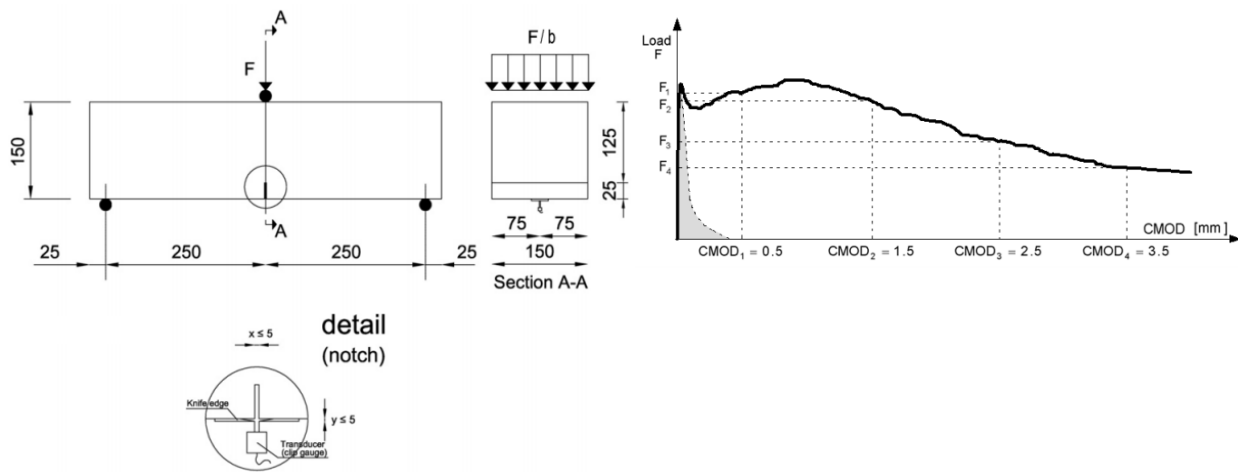 A
F
150
A
25
250
250
25
F/b
125
25
75
75
150
Section A-A
detail
(notch)
x ≤ 5
Knife edge
y ≤ 5
Transducer
(clip gauge)
Load
F
F₁
F₂
F₃
F₄
CMOD [mm]
CMOD₁ = 0.5
CMOD₂ = 1.5
CMOD₃ = 2.5
CMOD₄ = 3.5